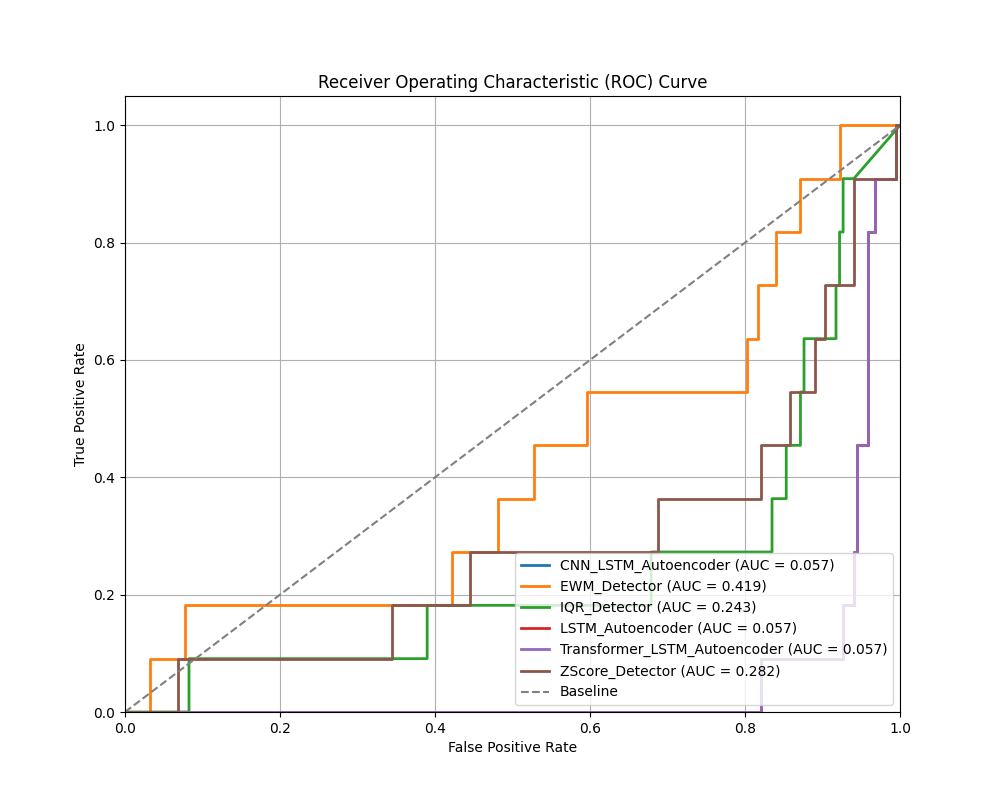 Receiver Operating Characteristic (ROC) Curve
True Positive Rate
1.0
0.8
0.6
0.4
0.2
0.0
CNN_LSTM_Autoencoder (AUC = 0.057)
EWM_Detector (AUC = 0.419)
IQR_Detector (AUC = 0.243)
LSTM_Autoencoder (AUC = 0.057)
Transformer_LSTM_Autoencoder (AUC = 0.057)
ZScore_Detector (AUC = 0.282)
Baseline
0.0 0.2 0.4 0.6 0.8 1.0
False Positive Rate